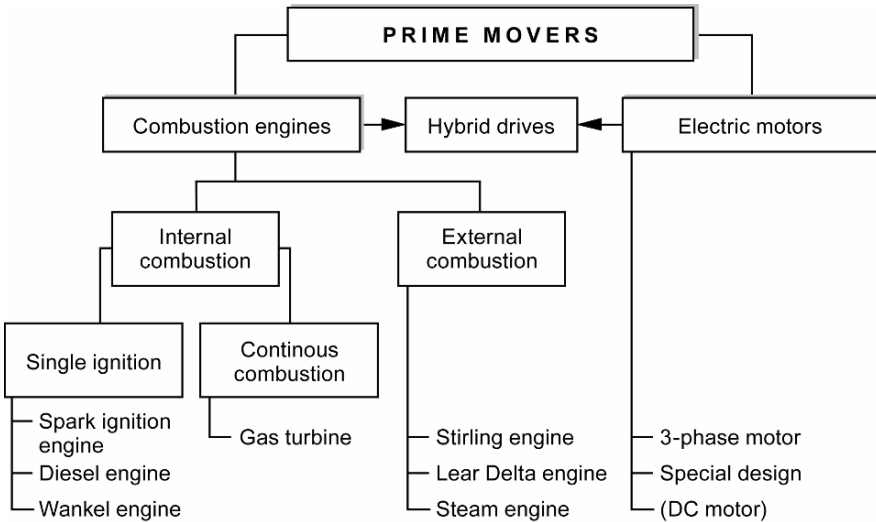 PRIME MOVERS
Combustion engines
Hybrid drives
Electric motors
Internal
combustion
External
combustion
Single ignition
Continous
combustion
Spark ignition
engine
Diesel engine
Wankel engine
Gas turbine
Stirling engine
Lear Delta engine
Steam engine
3-phase motor
Special design
(DC motor)